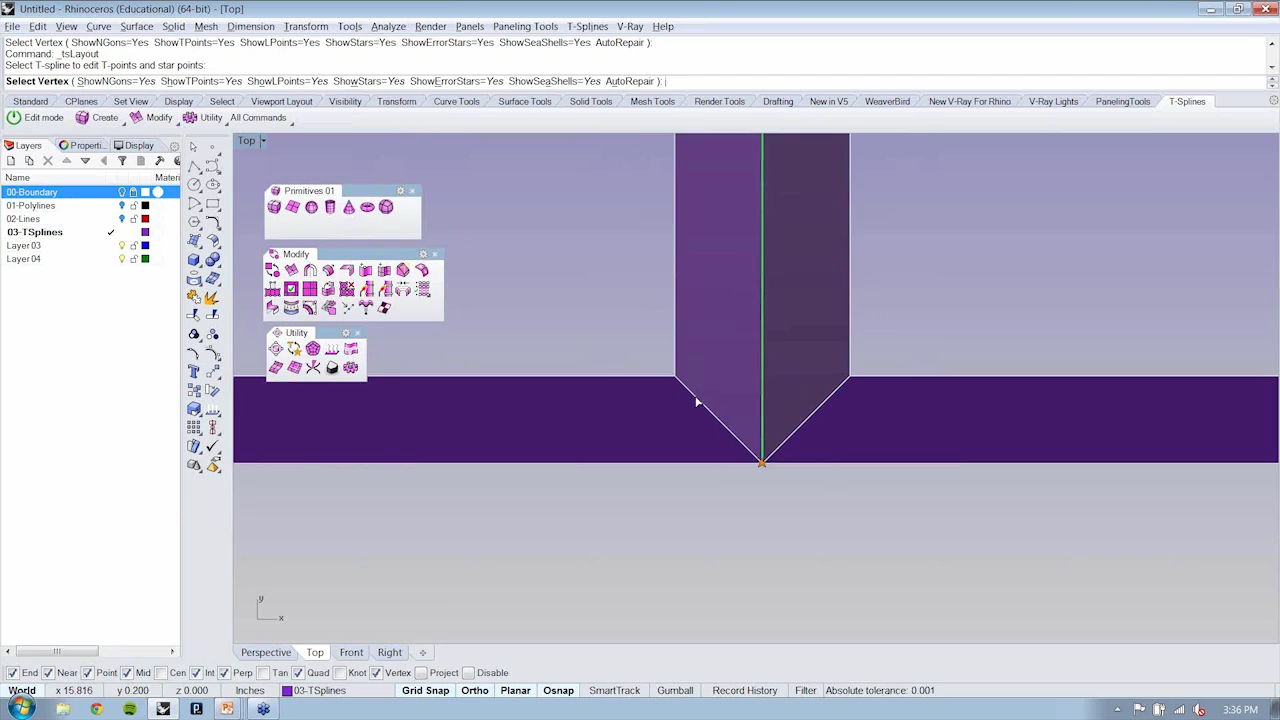 Untitled - Rhinoceros (Educational) (64-bit) - [Top]
File Edit View Curve Surface Solid Mesh Dimension Transform Tools Analyze Render Panels Paneling Tools T-Splines V-Ray Help
Select Vertex ( ShowNGons=Yes ShowTPoints=Yes ShowLPoints=Yes ShowStars=Yes ShowErrorStars=Yes ShowSeaShells=Yes AutoRepair ):
Command: _tsLayout
Select T-spline to edit T-points and star points:
Select Vertex ( ShowNGons=Yes ShowTPoints=Yes ShowLPoints=Yes ShowStars=Yes ShowErrorStars=Yes ShowSeaShells=Yes AutoRepair ):
Standard CPlanes Set View Display Select Viewport Layout Visibility Transform Curve Tools Surface Tools Solid Tools Mesh Tools Render Tools Drafting New in V5 WeaverBird New V-Ray For Rhino V-Ray Lights PanelingTools T-Splines
Edit mode Create Modify Utility All Commands
Layers Properti... Display
Top
Name Materi
00-Boundary
01-Polylines
02-Lines
03-TSplines
Layer 03
Layer 04
Primitives 01
Modify
Utility
y
x
Perspective Top Front Right
End Near Point Mid Cen Int Perp Tan Quad Knot Vertex Project Disable
World x 15.816 y 0.200 z 0.000 Inches 03-TSplines Grid Snap Ortho Planar Osnap SmartTrack Gumball Record History Filter Absolute tolerance: 0.001
3:36 PM